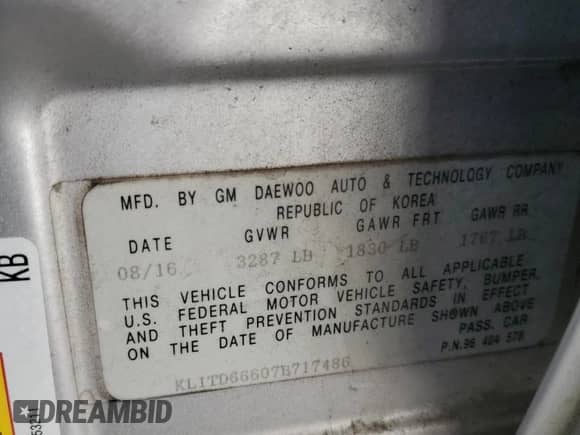 MFD. BY GM DAEWOO AUTO & TECHNOLOGY COMPANY
REPUBLIC OF KOREA
DATE GVWR GAWR FRT GAWR RR
08/16 3287 LB 1830 LB 1767 LB
THIS VEHICLE CONFORMS TO ALL APPLICABLE
U.S. FEDERAL MOTOR VEHICLE SAFETY, BUMPER,
AND THEFT PREVENTION STANDARDS IN EFFECT
ON THE DATE OF MANUFACTURE SHOWN ABOVE
PASS. CAR
P.N.96 484 578
KL1TD66607B717486
KB
DREAMBID